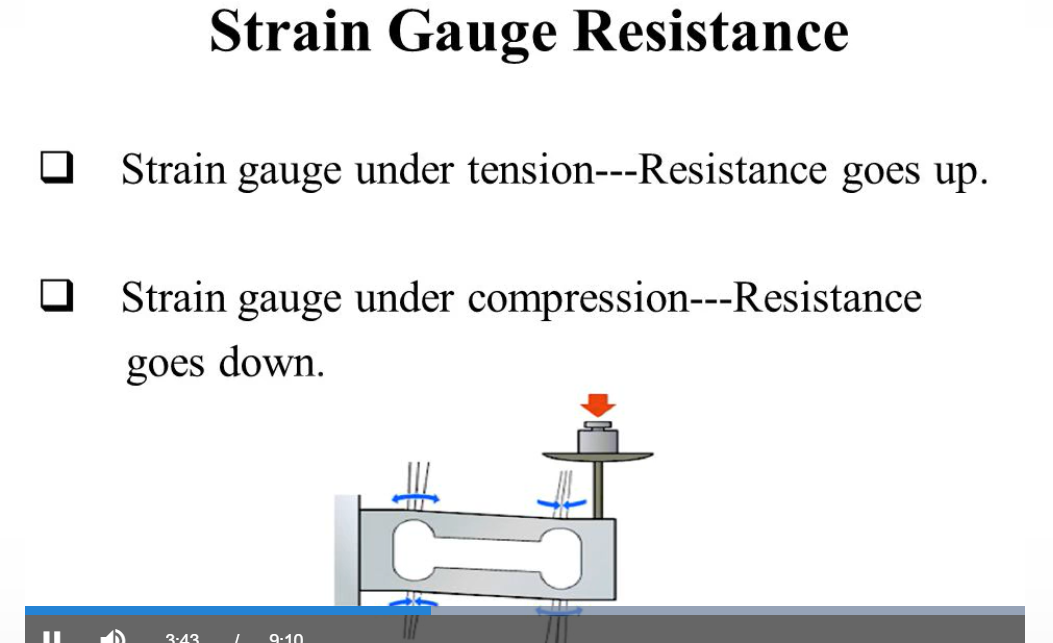 Strain Gauge Resistance
❑ Strain gauge under tension---Resistance goes up.
❑ Strain gauge under compression---Resistance
goes down.
3:43 / 9:10